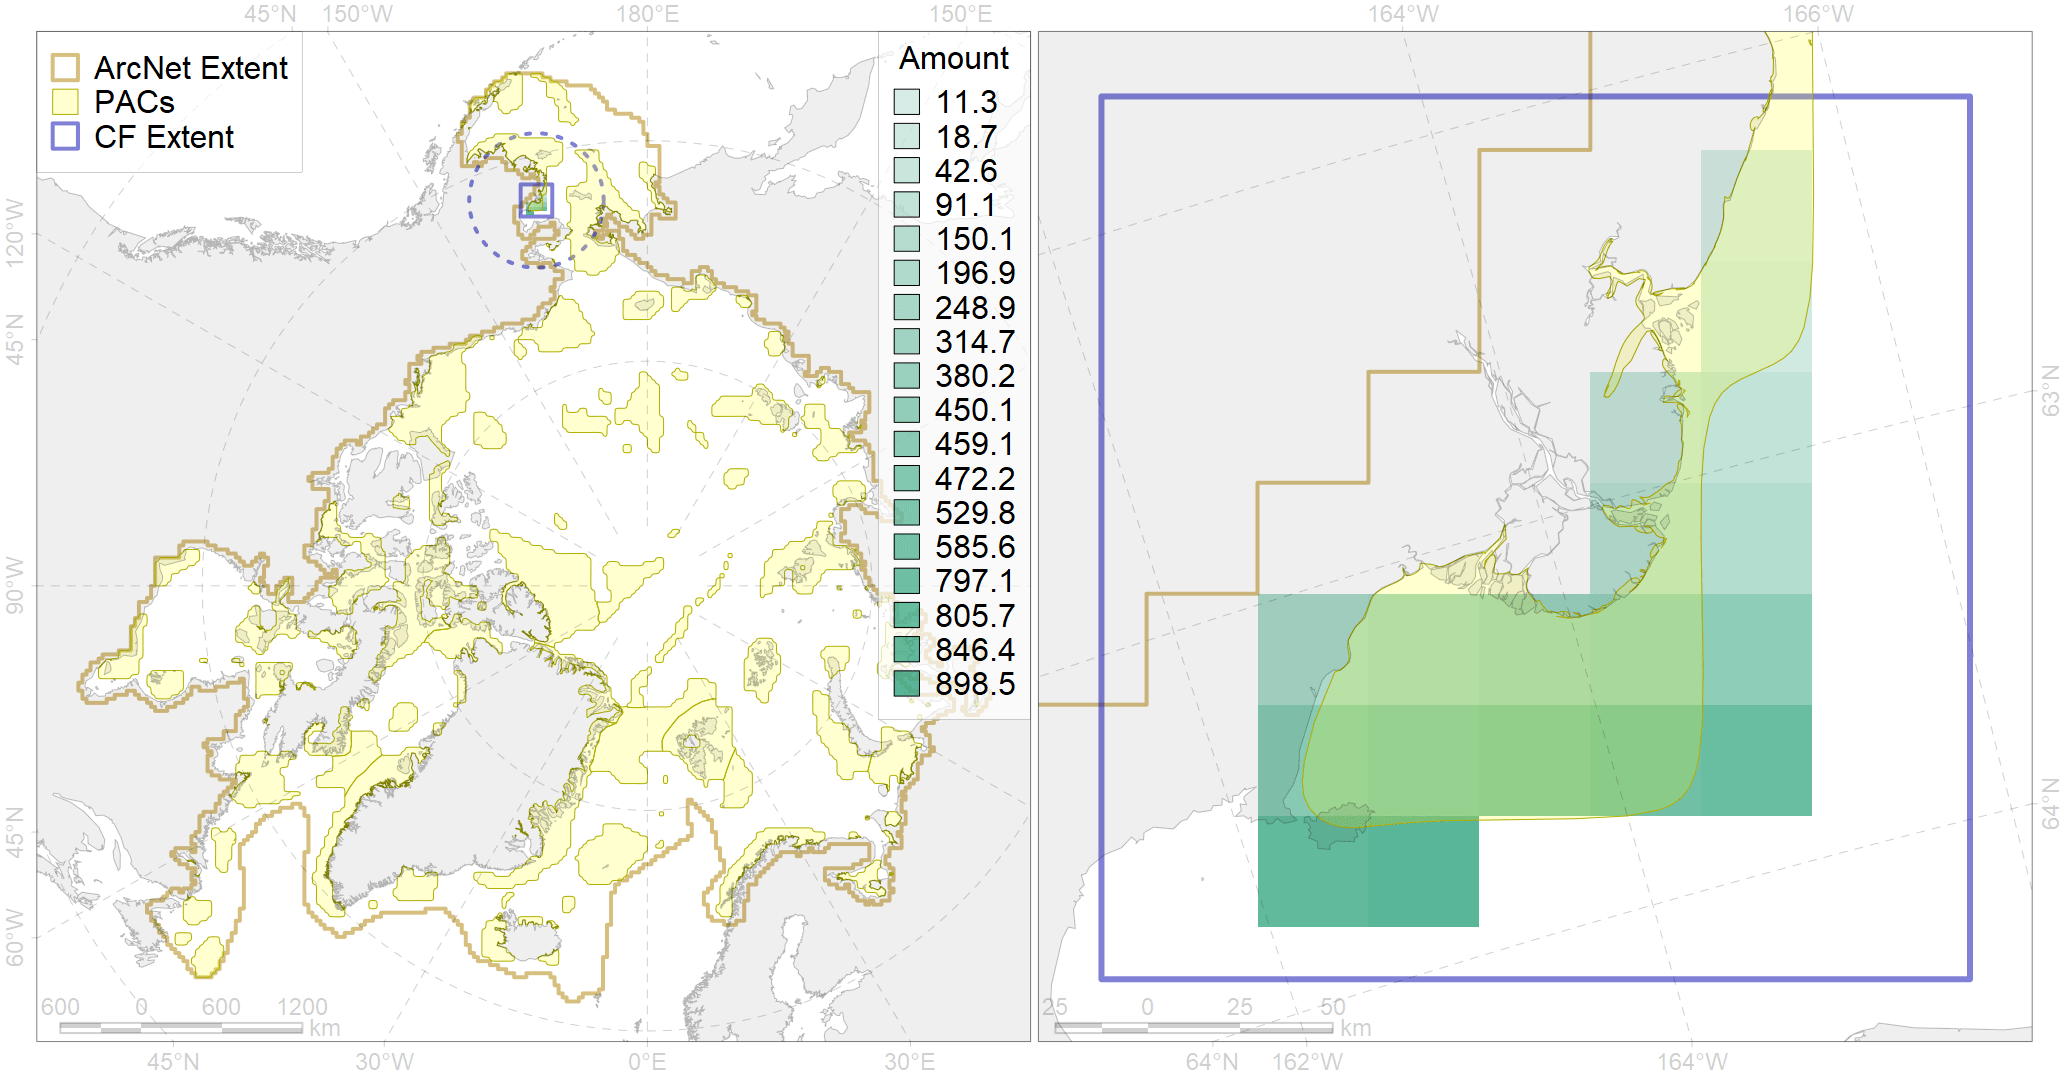 45°N 150°W 180°E 150°E 164°W 166°W
ArcNet Extent
PACs
CF Extent
Amount
11.3
18.7
42.6
91.1
150.1
196.9
248.9
314.7
380.2
450.1
459.1
472.2
529.8
585.6
797.1
805.7
846.4
898.5
120°W
45°N
90°W
45°N
60°W
63°N
64°N
600 0 600 1200
km
25 0 25 50
km
45°N 30°W 0°E 30°E 64°N 162°W 164°W